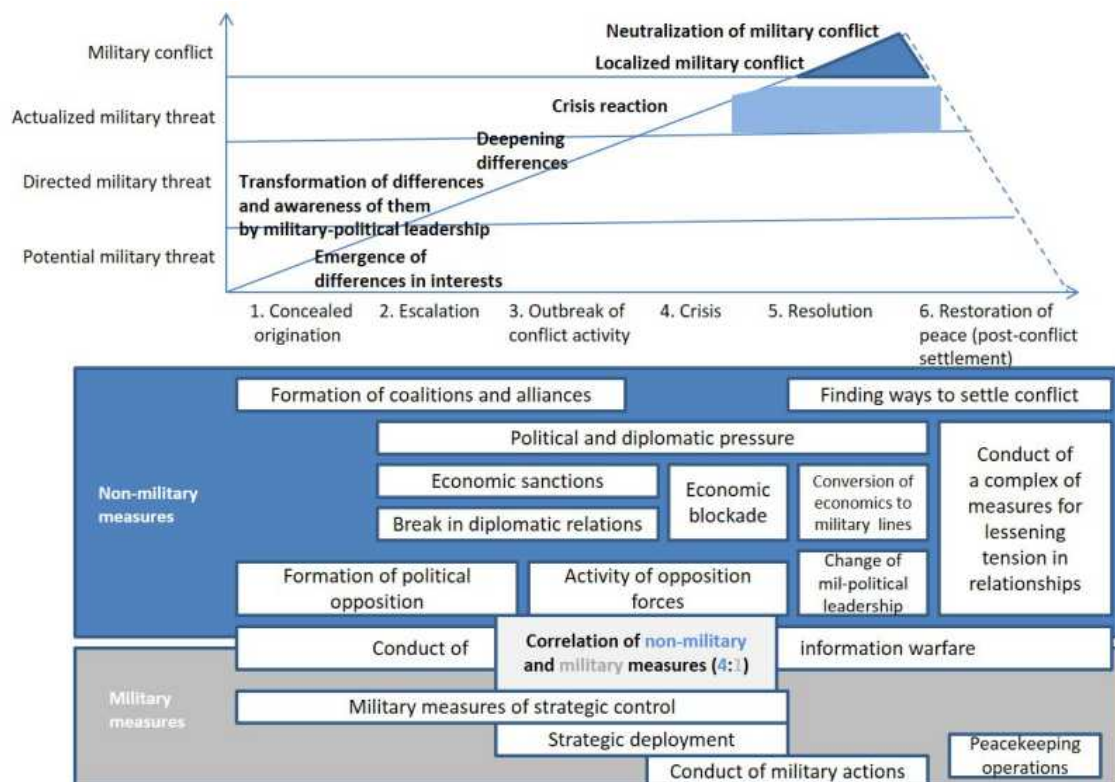 Neutralization of military conflict
Military conflict
Localized military conflict
Crisis reaction
Actualized military threat
Deepening
differences
Directed military threat
Transformation of differences
and awareness of them
by military-political leadership
Potential military threat
Emergence of
differences in interests
1. Concealed
origination
2. Escalation
3. Outbreak of
conflict activity
4. Crisis
5. Resolution
6. Restoration of
peace (post-conflict
settlement)
Non-military
measures
Formation of coalitions and alliances
Finding ways to settle conflict
Political and diplomatic pressure
Economic sanctions
Break in diplomatic relations
Economic
blockade
Conversion of
economics to
military lines
Conduct of
a complex of
measures for
lessening
tension in
relationships
Formation of political
opposition
Activity of opposition
forces
Change of
mil-political
leadership
Conduct of
Correlation of non-military
and military measures (4:1)
information warfare
Military
measures
Military measures of strategic control
Strategic deployment
Conduct of military actions
Peacekeeping
operations